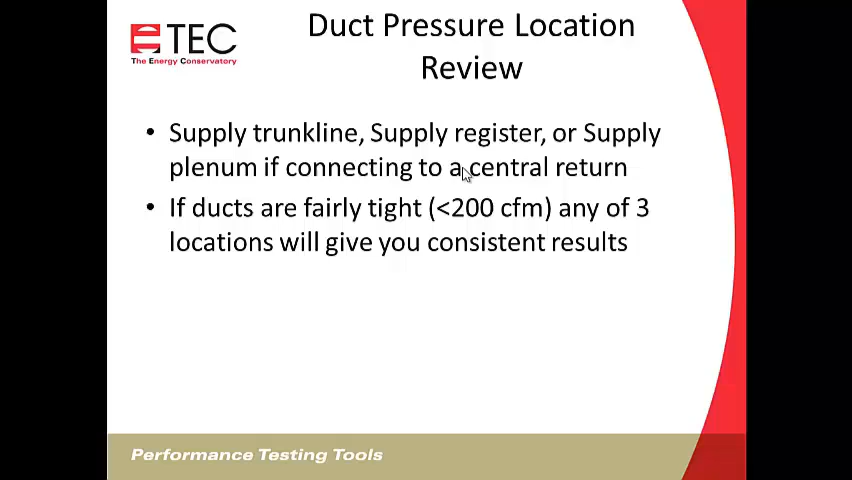 TEC
The Energy Conservatory
Duct Pressure Location
Review
• Supply trunkline, Supply register, or Supply
plenum if connecting to a central return
• If ducts are fairly tight (<200 cfm) any of 3
locations will give you consistent results
Performance Testing Tools